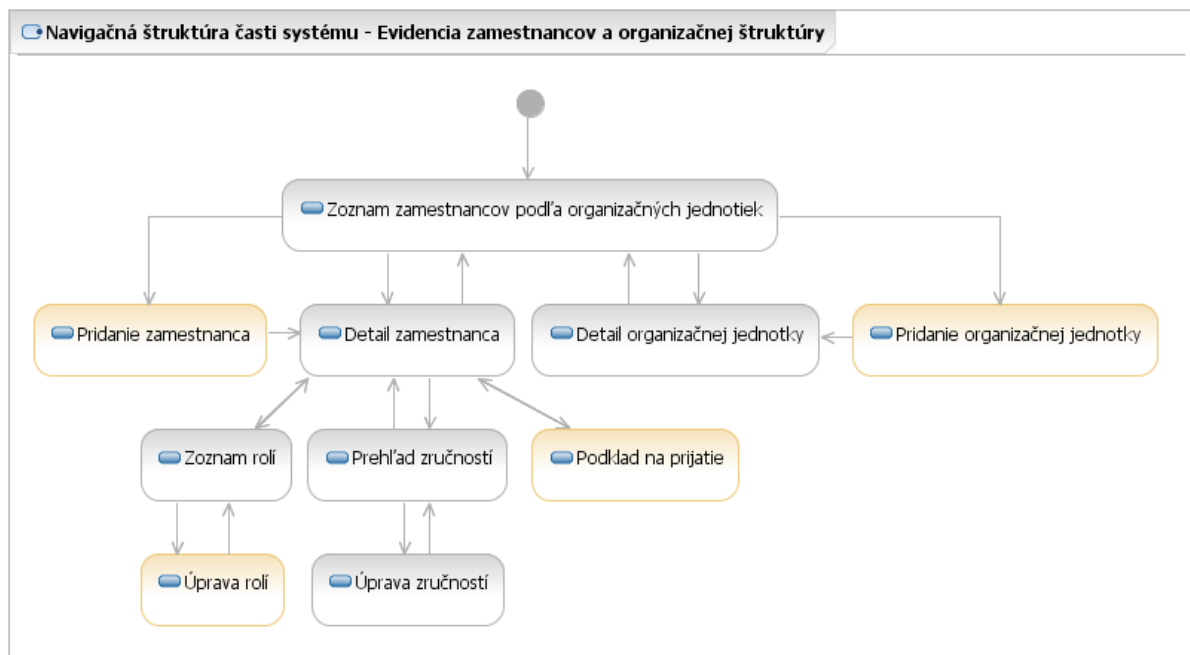 Navigačná štruktúra časti systému - Evidencia zamestnancov a organizačnej štruktúry
Zoznam zamestnancov podľa organizačných jednotiek
Pridanie zamestnanca
Detail zamestnanca
Detail organizačnej jednotky
Pridanie organizačnej jednotky
Zoznam rolí
Prehľad zručností
Podklad na prijatie
Úprava rolí
Úprava zručností